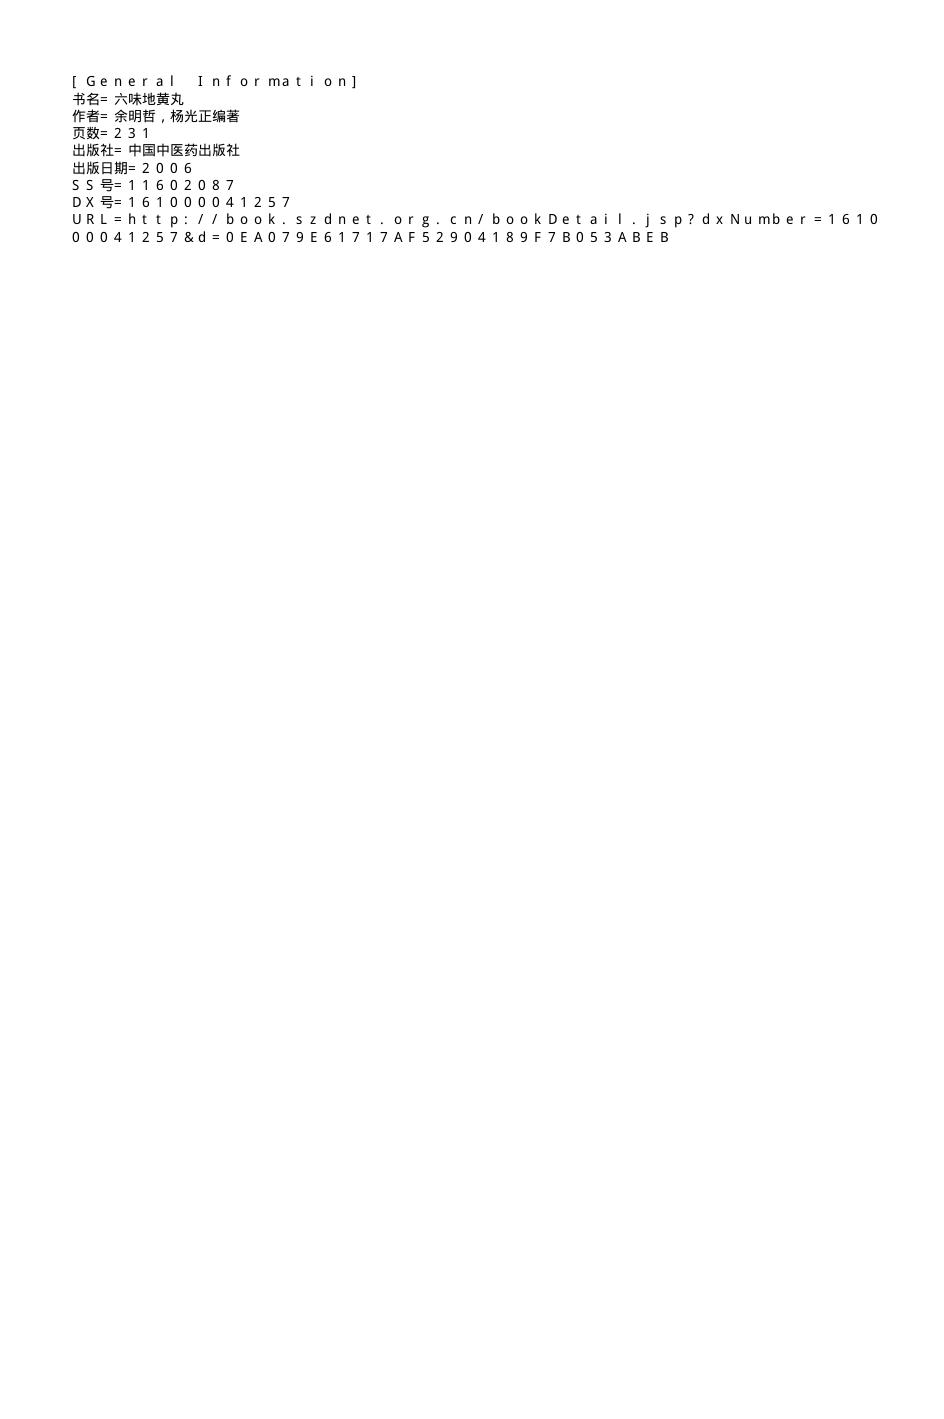 [General Information]
书名=六味地黄丸
作者=余明哲,杨光正编著
页数=231
出版社=中国中医药出版社
出版日期=2006
SS号=11602087
DX号=161000041257
URL=http://book.szdnet.org.cn/bookDetail.jsp?dxNumber=1610
00041257&d=0EA079E61717AF52904189F7B053ABEB